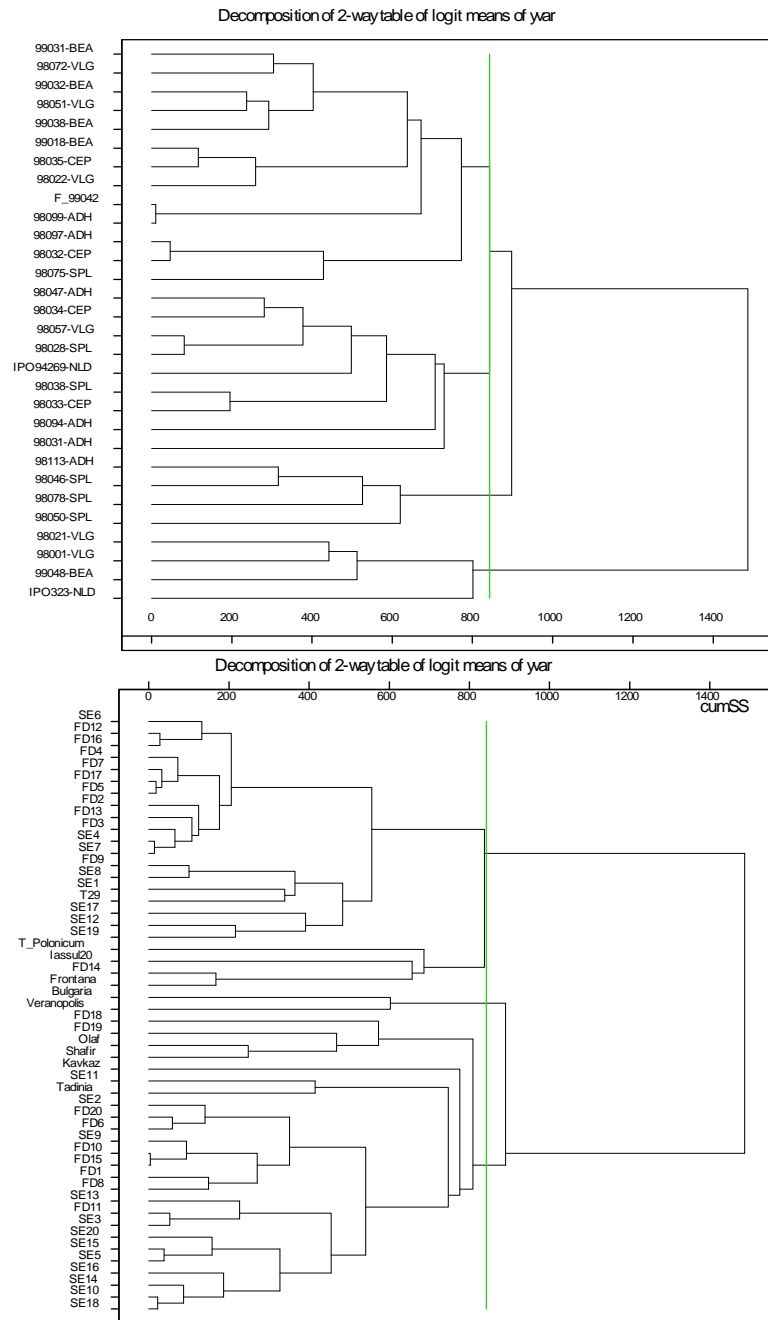 Decomposition of 2-way table of logit means of yvar
99031-BEA
98072-VLG
99032-BEA
98051-VLG
99038-BEA
99018-BEA
98035-CEP
98022-VLG
F_99042
98099-ADH
98097-ADH
98032-CEP
98075-SPL
98047-ADH
98034-CEP
98057-VLG
98028-SPL
IPO94269-NLD
98038-SPL
98033-CEP
98094-ADH
98031-ADH
98113-ADH
98046-SPL
98078-SPL
98050-SPL
98021-VLG
98001-VLG
99048-BEA
IPO323-NLD
0 200 400 600 800 1000 1200 1400
Decomposition of 2-way table of logit means of yvar
0 200 400 600 800 1000 1200 1400
cumSS
SE6
FD12
FD16
FD4
FD7
FD17
FD5
FD2
FD13
FD3
SE4
SE7
FD9
SE8
SE1
T29
SE17
SE12
SE19
T_Polonicum
Iassul20
FD14
Frontana
Bulgaria
Veranopolis
FD18
FD19
Olaf
Shafir
Kavkaz
SE11
Tadinia
SE2
FD20
FD6
SE9
FD10
FD15
FD1
FD8
SE13
FD11
SE3
SE20
SE15
SE5
SE16
SE14
SE10
SE18